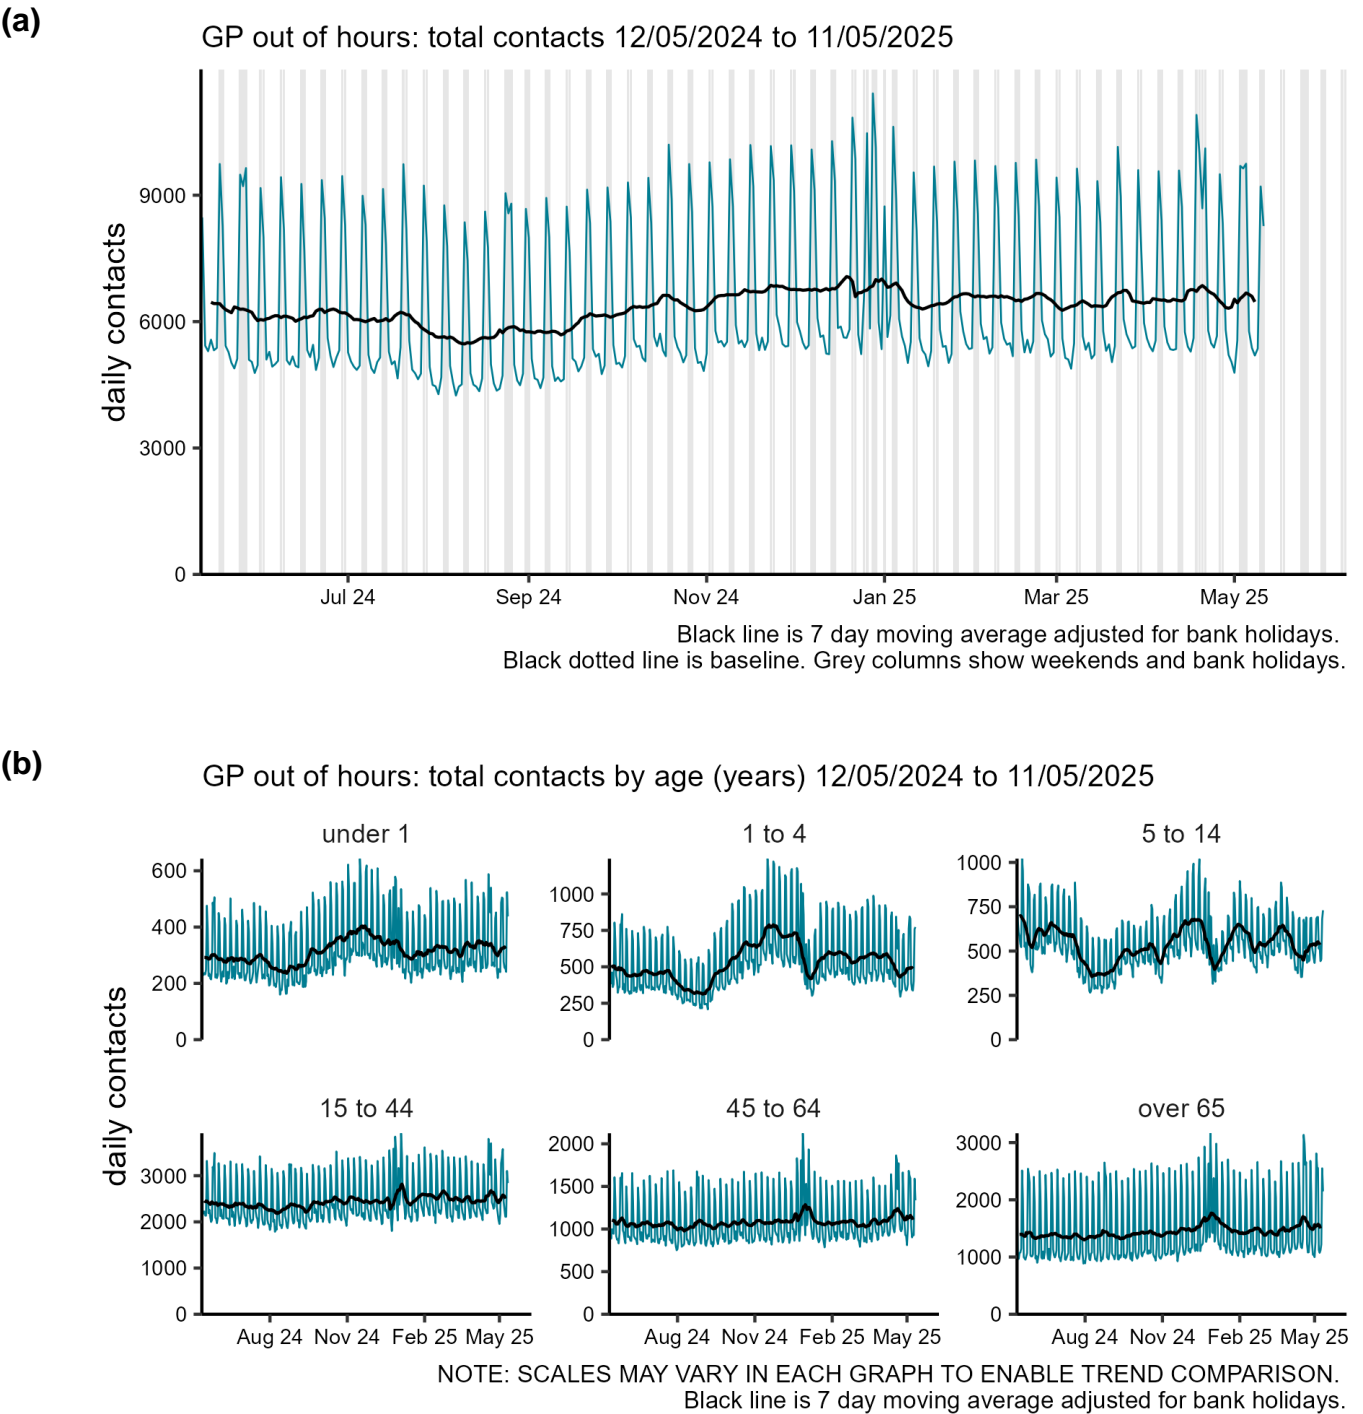 (a)
GP out of hours: total contacts 12/05/2024 to 11/05/2025
daily contacts
9000
6000
3000
0
Jul 24 Sep 24 Nov 24 Jan 25 Mar 25 May 25
Black line is 7 day moving average adjusted for bank holidays.
Black dotted line is baseline. Grey columns show weekends and bank holidays.
(b)
GP out of hours: total contacts by age (years) 12/05/2024 to 11/05/2025
daily contacts
under 1
600
400
200
0
1 to 4
1000
750
500
250
0
5 to 14
1000
750
500
250
0
15 to 44
3000
2000
1000
0
Aug 24 Nov 24 Feb 25 May 25
45 to 64
2000
1500
1000
500
0
Aug 24 Nov 24 Feb 25 May 25
over 65
3000
2000
1000
0
Aug 24 Nov 24 Feb 25 May 25
NOTE: SCALES MAY VARY IN EACH GRAPH TO ENABLE TREND COMPARISON.
Black line is 7 day moving average adjusted for bank holidays.